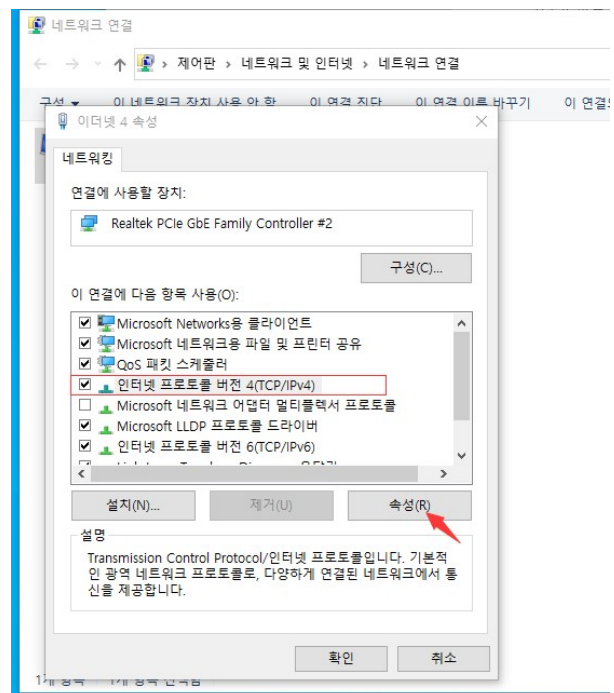 네트워크 연결
제어판 › 네트워크 및 인터넷 › 네트워크 연결
구성 이 네트워크 장치 사용 안 함 이 연결 진단 이 연결 이름 바꾸기 이 연결
이더넷 4 속성
네트워킹
연결에 사용할 장치:
Realtek PCIe GbE Family Controller #2
구성(C)...
이 연결에 다음 항목 사용(O):
Microsoft Networks용 클라이언트
Microsoft 네트워크용 파일 및 프린터 공유
QoS 패킷 스케줄러
인터넷 프로토콜 버전 4(TCP/IPv4)
Microsoft 네트워크 어댑터 멀티플렉서 프로토콜
Microsoft LLDP 프로토콜 드라이버
인터넷 프로토콜 버전 6(TCP/IPv6)
설치(N)... 제거(U) 속성(R)
설명
Transmission Control Protocol/인터넷 프로토콜입니다. 기본적
인 광역 네트워크 프로토콜로, 다양하게 연결된 네트워크에서 통
신을 제공합니다.
확인 취소
1개 항목 1개 항목 선택함